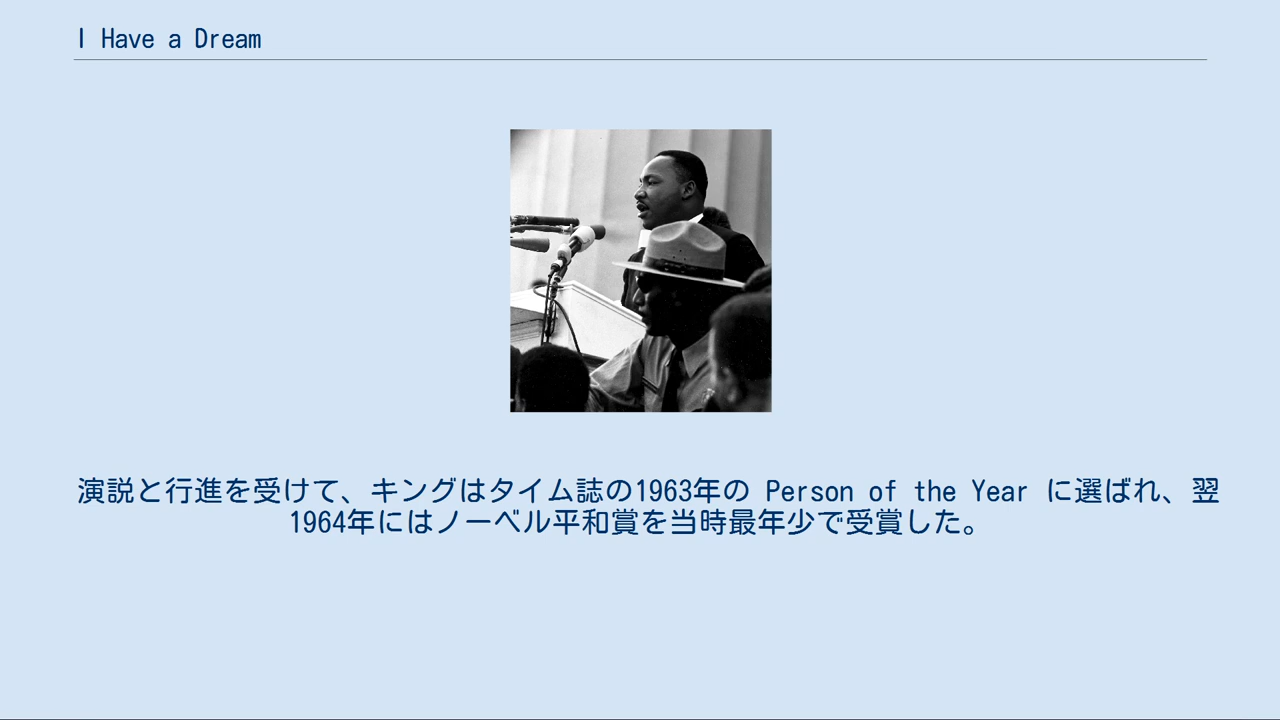 I Have a Dream
演説と行進を受けて、キングはタイム誌の1963年の Person of the Year に選ばれ、翌
1964年にはノーベル平和賞を当時最年少で受賞した。